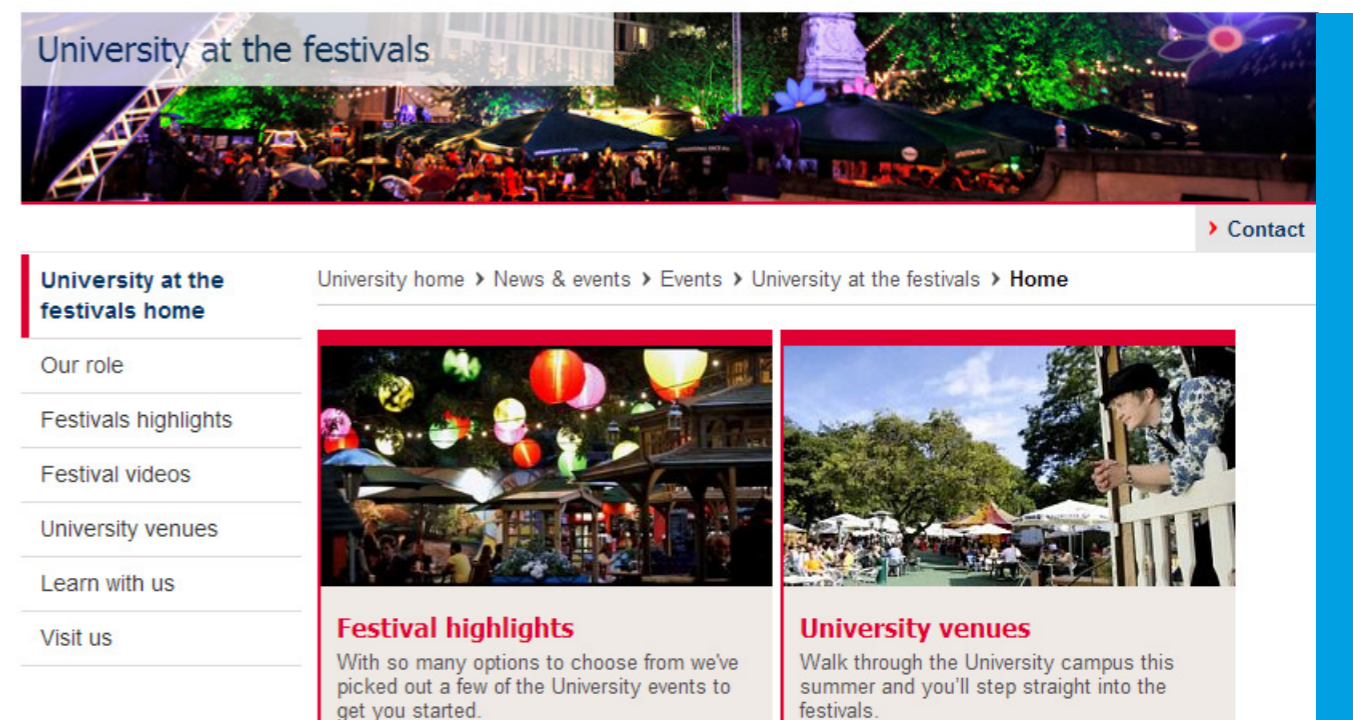 University at the festivals
Contact
University at the
festivals home
Our role
Festivals highlights
Festival videos
University venues
Learn with us
Visit us
University home › News & events › Events › University at the festivals › Home
Festival highlights
With so many options to choose from we've
picked out a few of the University events to
get you started.
University venues
Walk through the University campus this
summer and you'll step straight into the
festivals.